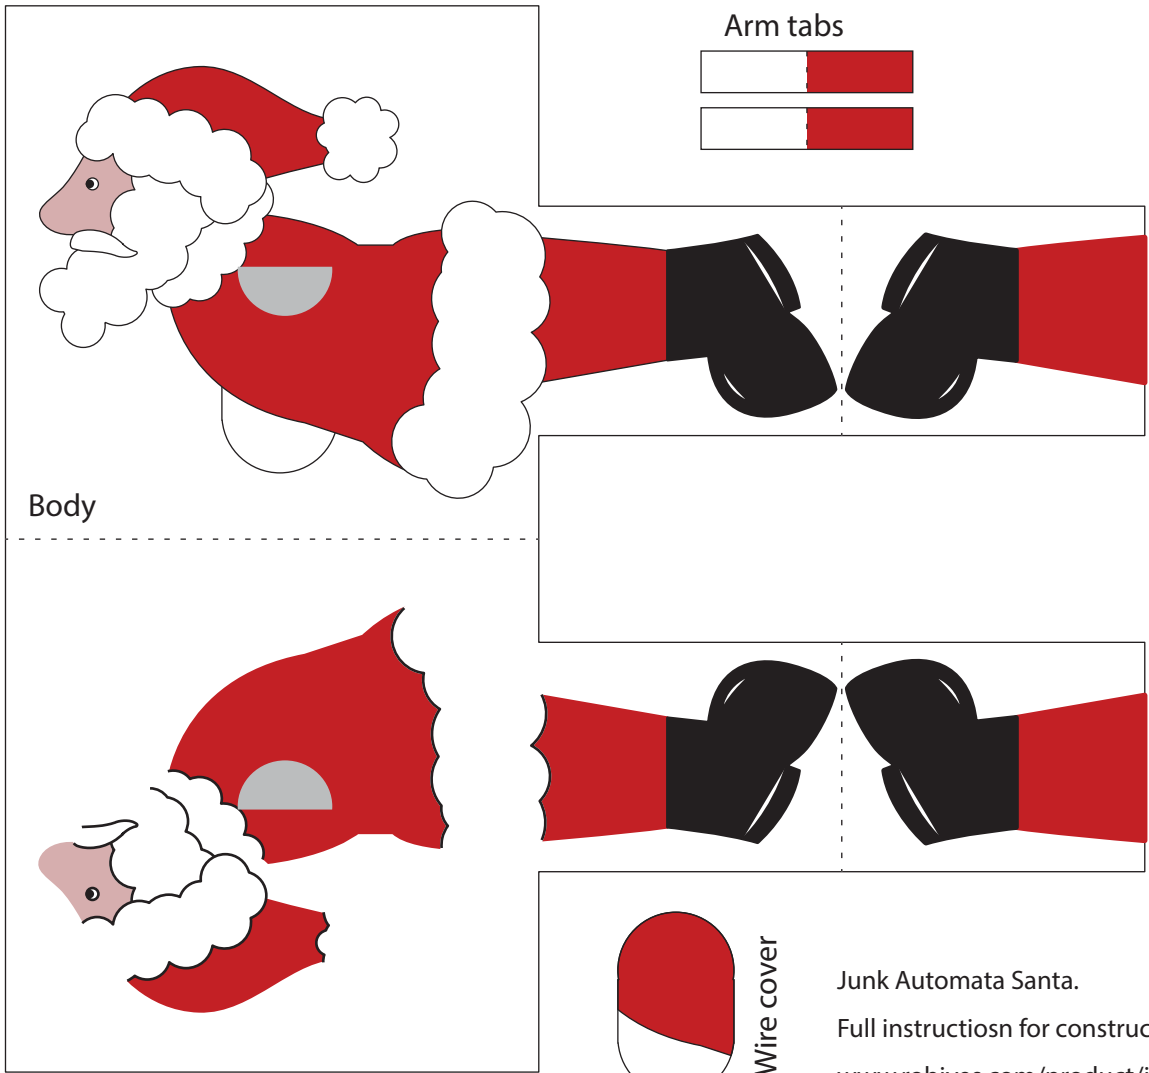 Arm tabs
Body
Wire cover
Junk Automata Santa.
Full instructiosn for construc